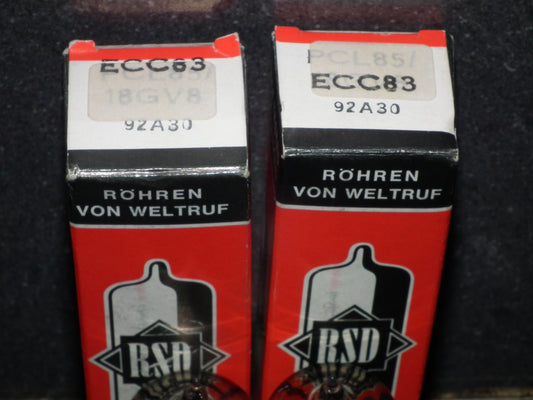 ECC83
18GV8
92A30
RÖHREN
VON WELTRUF
RSD
PCL85/
ECC83
92A30
RÖHREN
VON WELTRUF
RSD